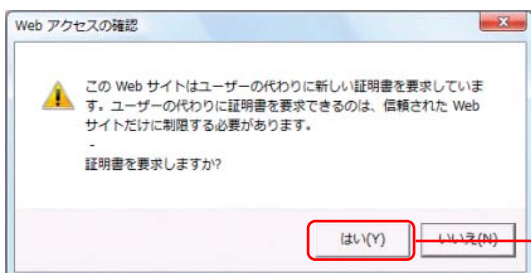 Web アクセスの確認
この Web サイトはユーザーの代わりに新しい証明書を要求していま
す。ユーザーの代わりに証明書を要求できるのは、信頼された Web
サイトだけに制限する必要があります。
-
証明書を要求しますか?
はい(Y) いいえ(N)